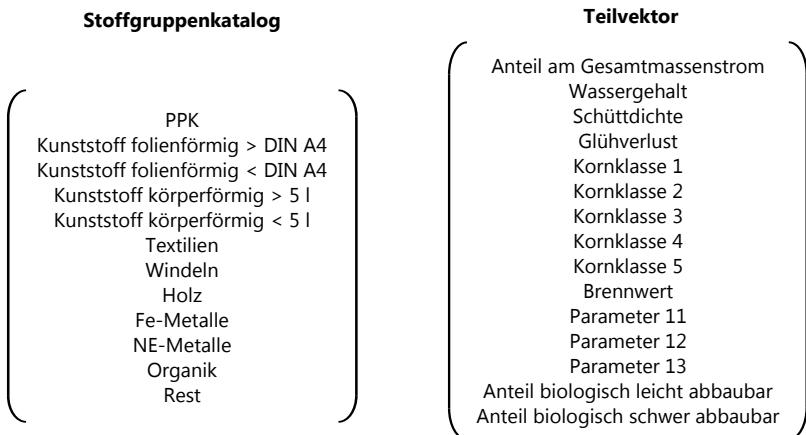 Stoffgruppenkatalog
PPK
Kunststoff folienförmig > DIN A4
Kunststoff folienförmig < DIN A4
Kunststoff körperförmig > 5 l
Kunststoff körperförmig < 5 l
Textilien
Windeln
Holz
Fe-Metalle
NE-Metalle
Organik
Rest
Teilvektor
Anteil am Gesamtmassenstrom
Wassergehalt
Schüttdichte
Glühverlust
Kornklasse 1
Kornklasse 2
Kornklasse 3
Kornklasse 4
Kornklasse 5
Brennwert
Parameter 11
Parameter 12
Parameter 13
Anteil biologisch leicht abbaubar
Anteil biologisch schwer abbaubar